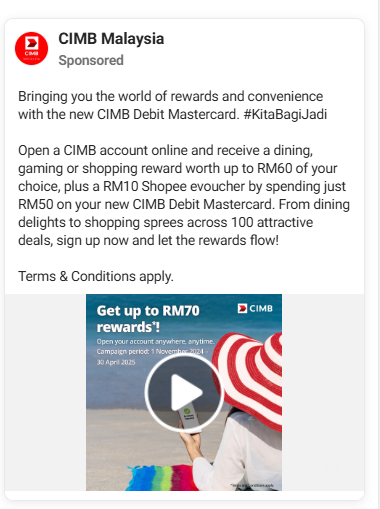 CIMB Malaysia
CIMB
Sponsored
Bringing you the world of rewards and convenience
with the new CIMB Debit Mastercard. #KitaBagiJadi
Open a CIMB account online and receive a dining,
gaming or shopping reward worth up to RM60 of your
choice, plus a RM10 Shopee evoucher by spending just
RM50 on your new CIMB Debit Mastercard. From dining
delights to shopping sprees across 100 attractive
deals, sign up now and let the rewards flow!
Terms & Conditions apply.
Get up to RM70
rewards*!
CIMB
Open your account anywhere, anytime.
Campaign period: 1 November 2024 -
30 April 2025
*Terms and conditions apply.